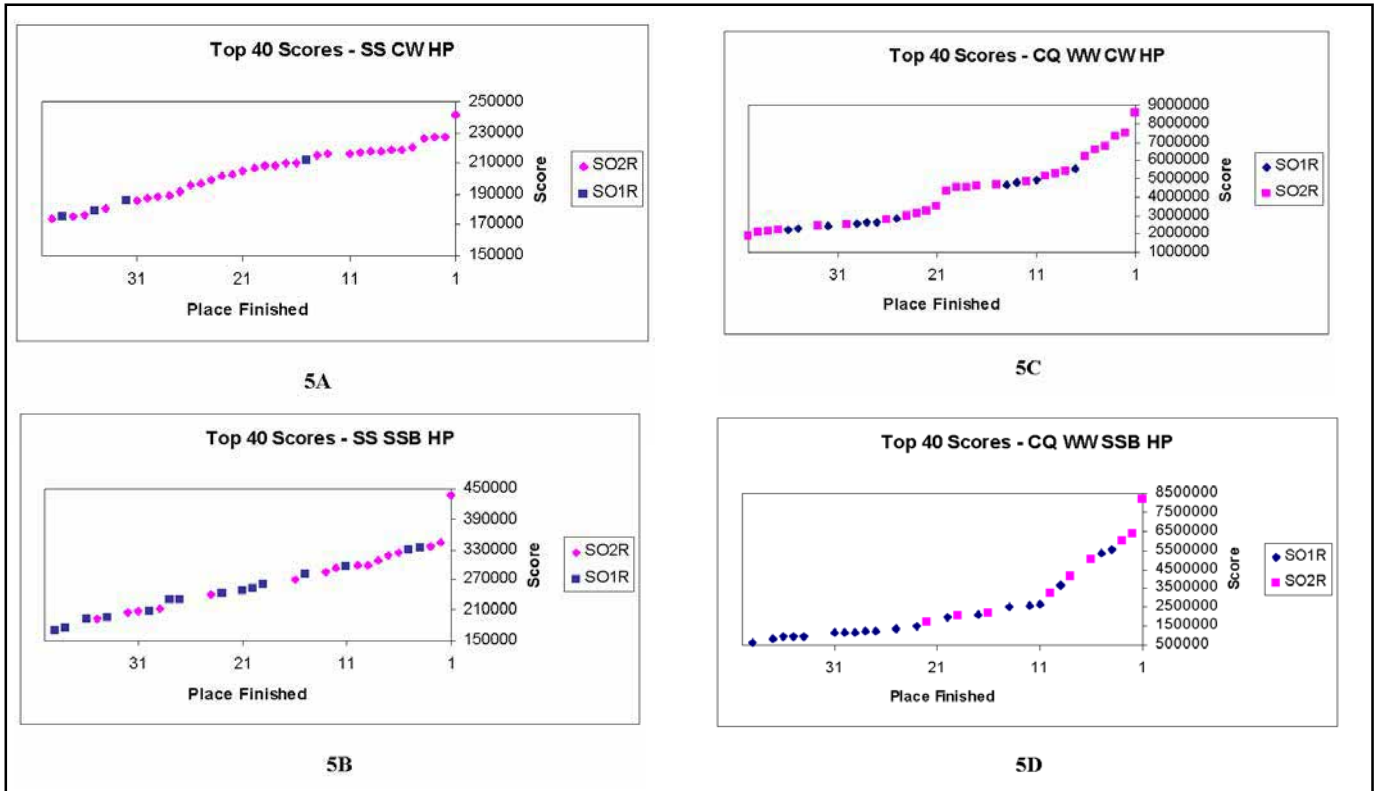 Top 40 Scores - SS CW HP
250000
230000
210000
190000
170000
150000
Score
31 21 11 1
Place Finished
SO2R
SO1R
5A
Top 40 Scores - CQ WW CW HP
9000000
8000000
7000000
6000000
5000000
4000000
3000000
2000000
1000000
Score
31 21 11 1
Place Finished
SO1R
SO2R
5C
Top 40 Scores - SS SSB HP
450000
390000
330000
270000
210000
150000
Score
31 21 11 1
Place Finished
SO2R
SO1R
5B
Top 40 Scores - CQ WW SSB HP
8500000
7500000
6500000
5500000
4500000
3500000
2500000
1500000
500000
Score
31 21 11 1
Place Finished
SO1R
SO2R
5D